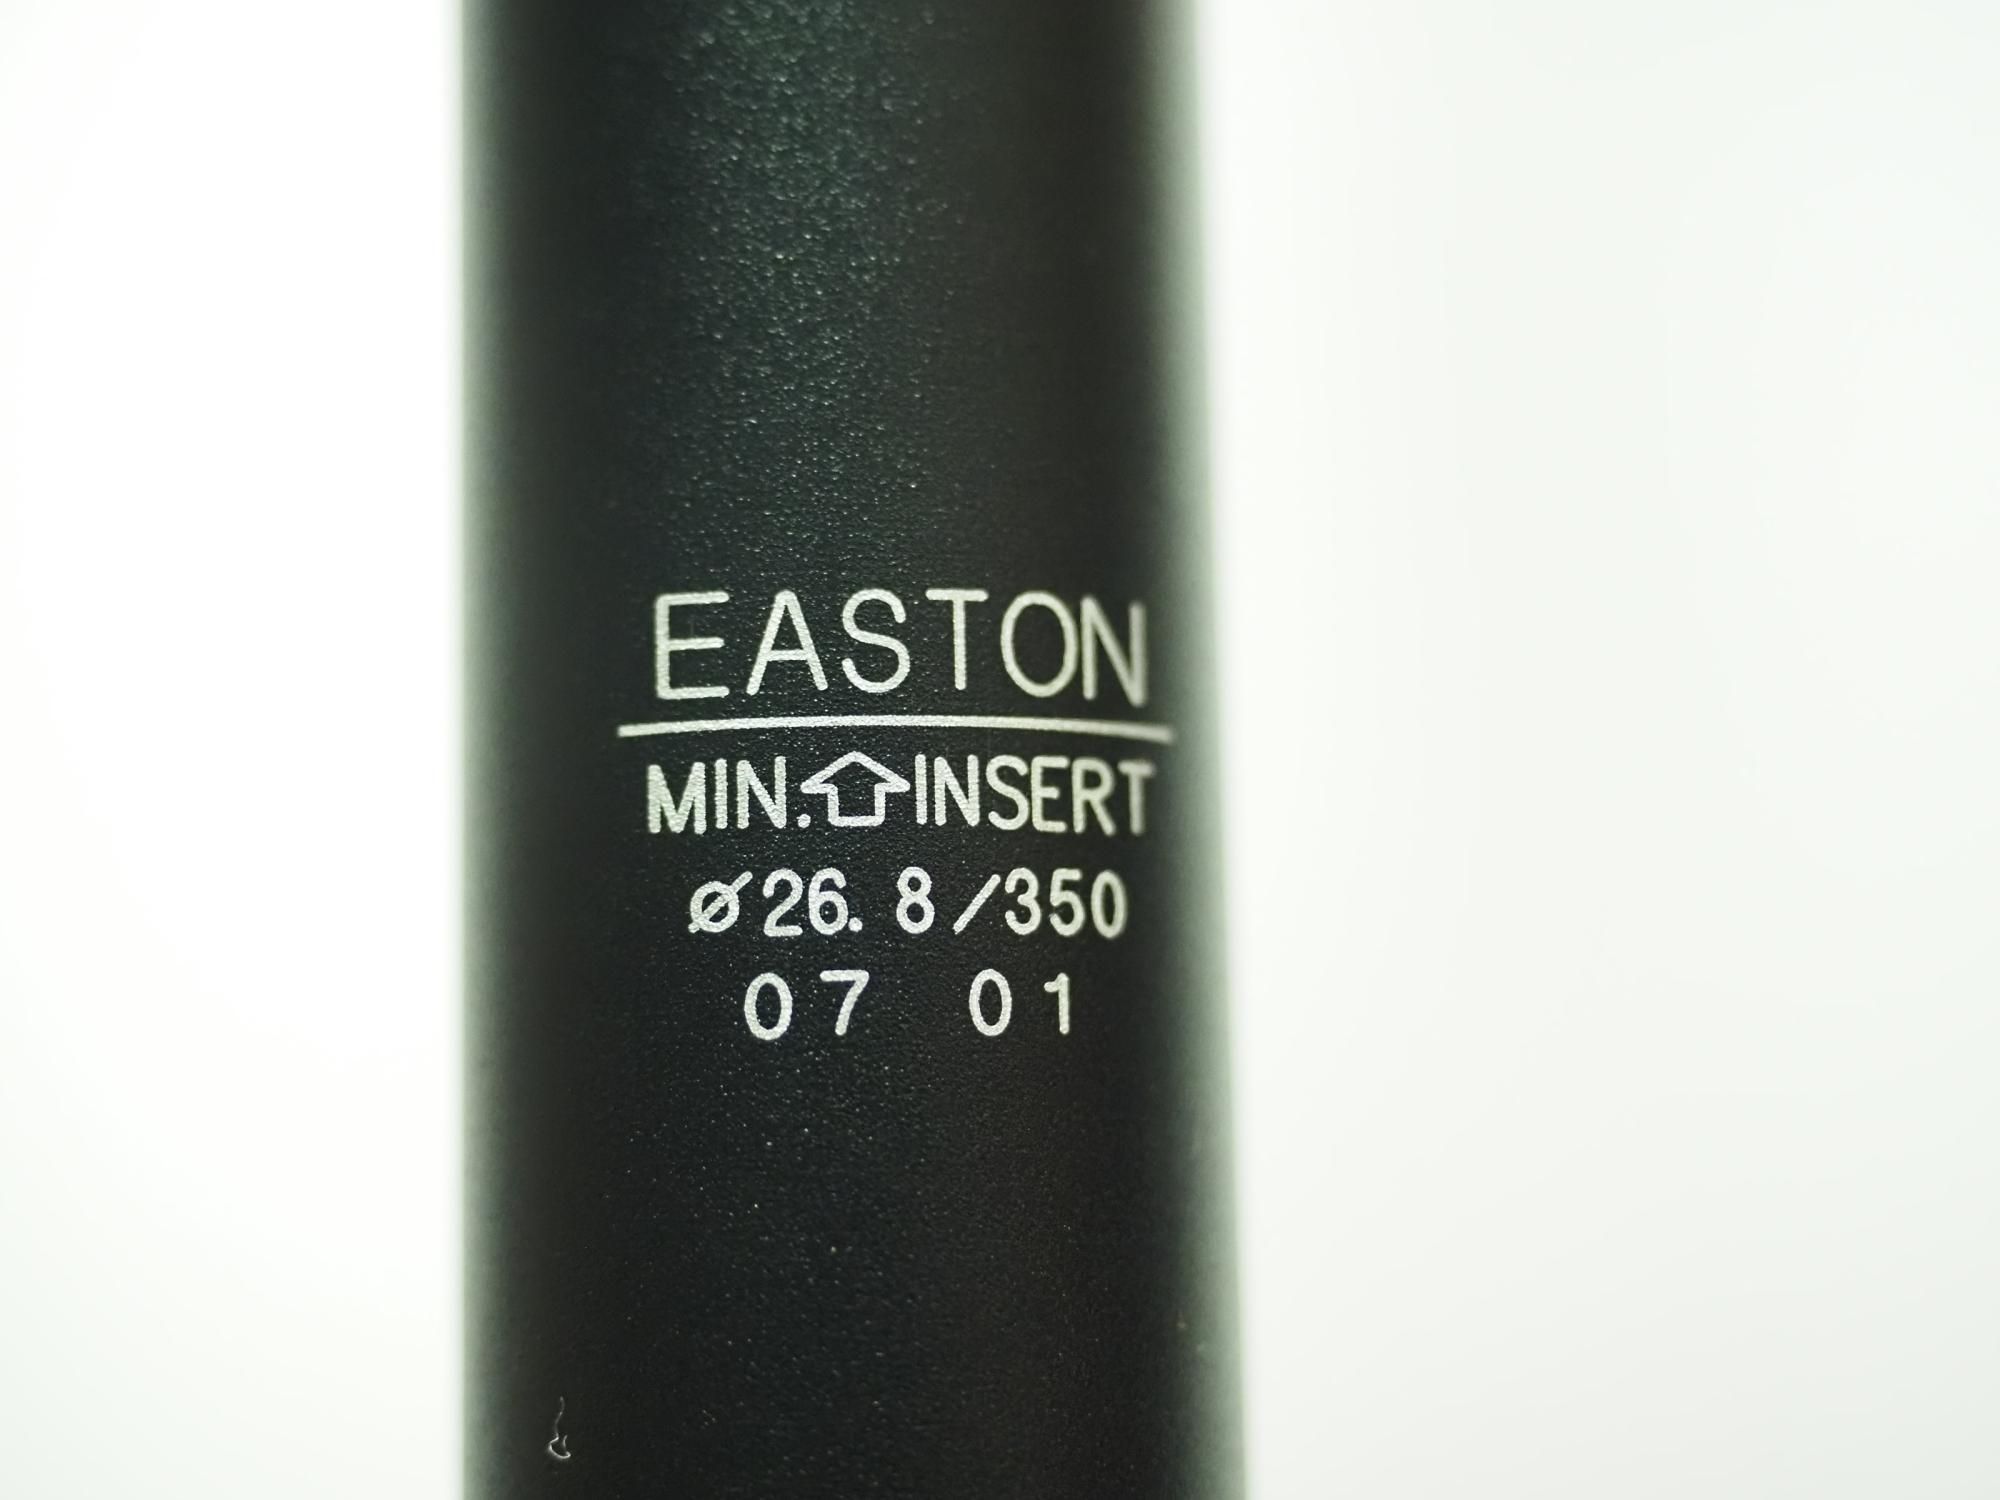 EASTON
MIN. INSERT
ø26.8/350
07 01